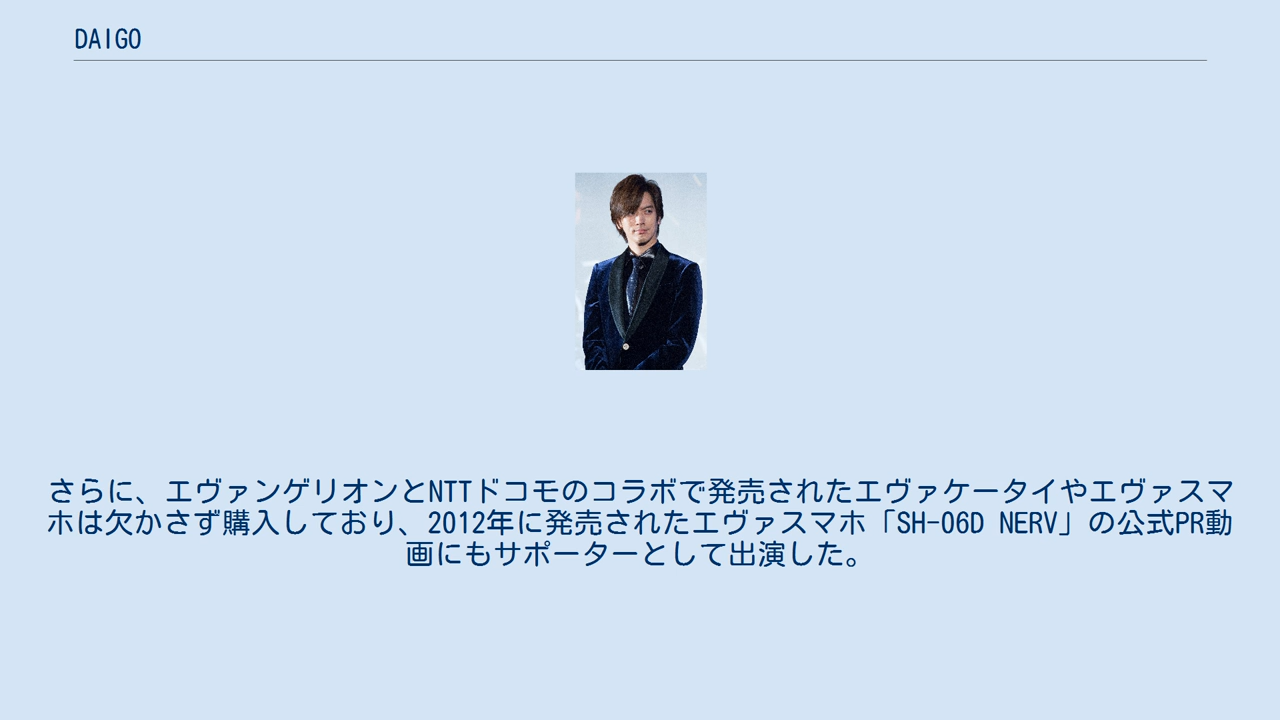 DAIGO
さらに、エヴァンゲリオンとNTTドコモのコラボで発売されたエヴァケータイやエヴァスマ
ホは欠かさず購入しており、2012年に発売されたエヴァスマホ「SH-06D NERV」の公式PR動
画にもサポーターとして出演した。